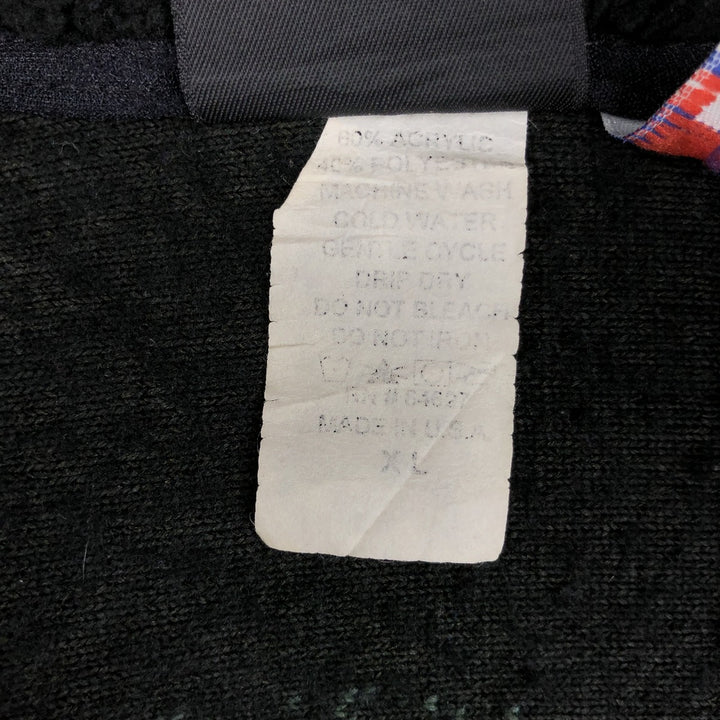 60% ACRYLIC
40% POLYESTER
MACHINE WASH
COLD WATER
GENTLE CYCLE
DRIP DRY
DO NOT BLEACH
DO NOT IRON
RN #
MADE IN U.S.A.
XL